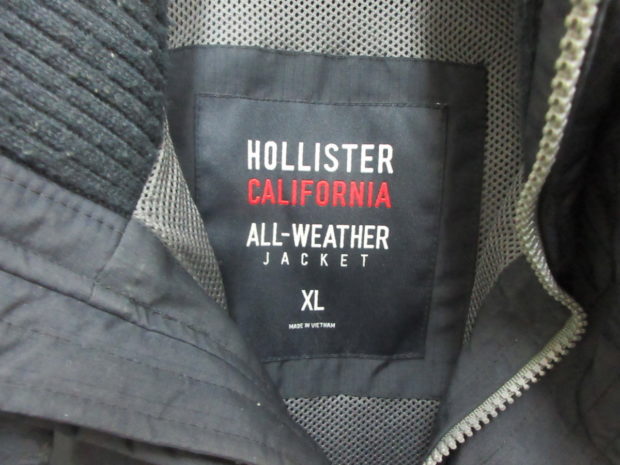 HOLLISTER
CALIFORNIA
ALL-WEATHER
JACKET
XL
MADE IN VIETNAM